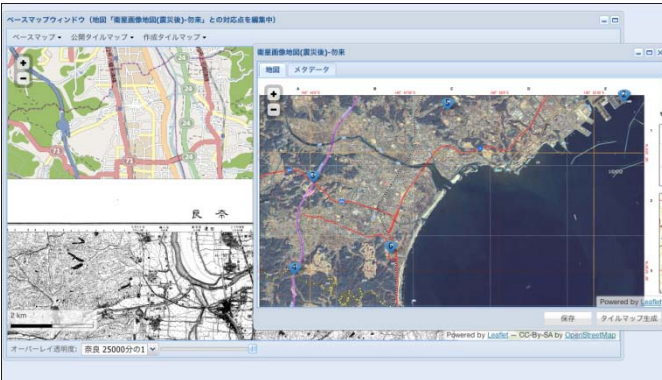 ベースマップウィンドウ（地図「衛星画像地図(震災後)-勿来」との対応点を編集中）
ベースマップ▾ 公開タイルマップ▾ 作成タイルマップ▾
24
24
71
71
良 奈
2 km
衛星画像地図(震災後)-勿来
地図 メタデータ
A B C D E
Powered by Leaflet
保存 タイルマップ生成
Powered by Leaflet — CC-By-SA by OpenStreetMap
オーバーレイ透明度: 奈良 25000分の1